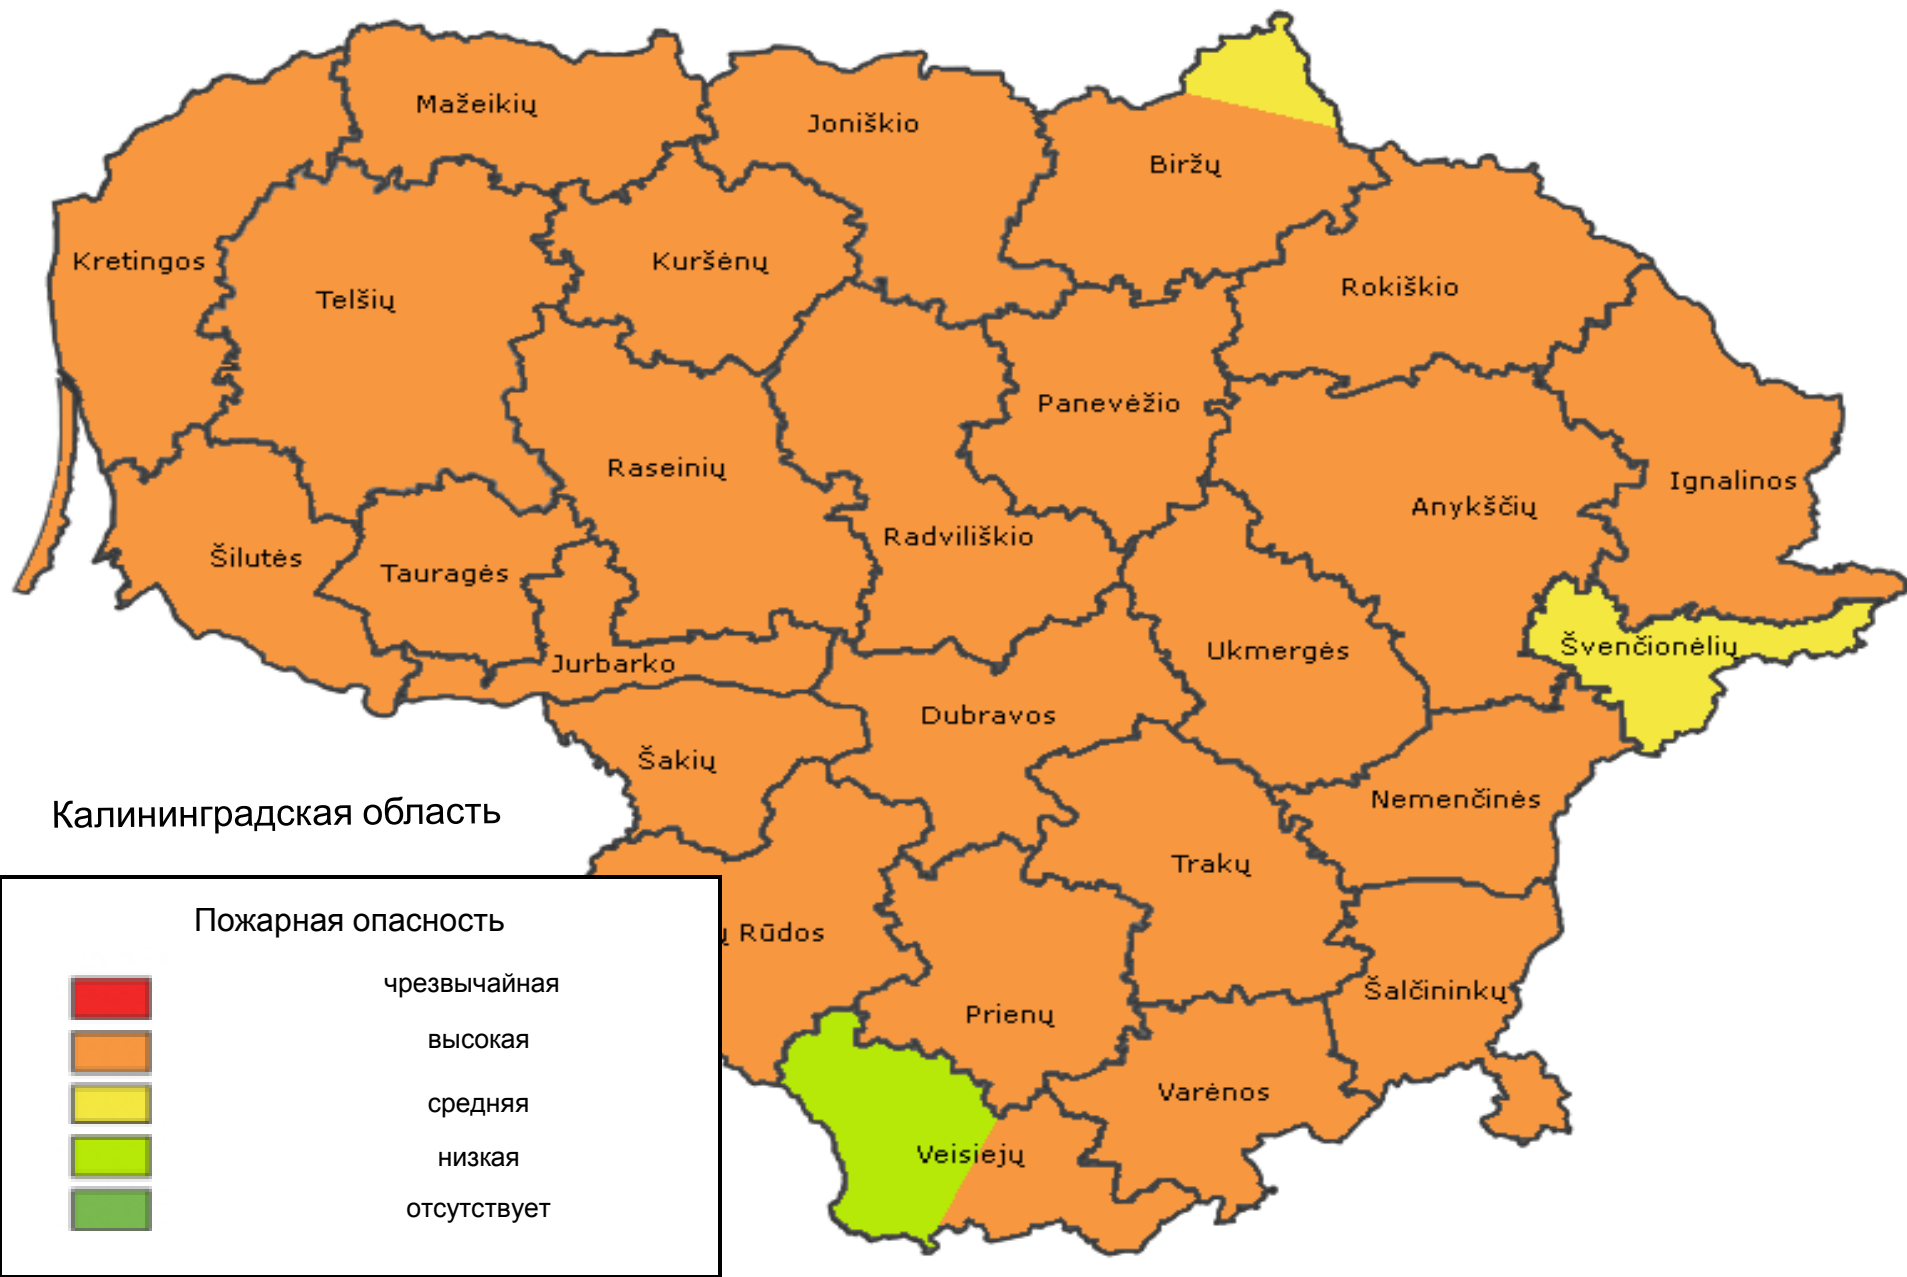 Mažeikių
Joniškio
Biržų
Kretingos
Telšių
Kuršėnų
Rokiškio
Panevėžio
Raseinių
Ignalinos
Anykščių
Radviliškio
Šilutės
Tauragės
Švenčionėlių
Ukmergės
Jurbarko
Dubravos
Šakių
Nemenčinės
Калининградская область
Trakų
Пожарная опасность
ų Rūdos
чрезвычайная
Šalčininkų
Prienų
высокая
Varėnos
средняя
Veisiejų
низкая
отсутствует